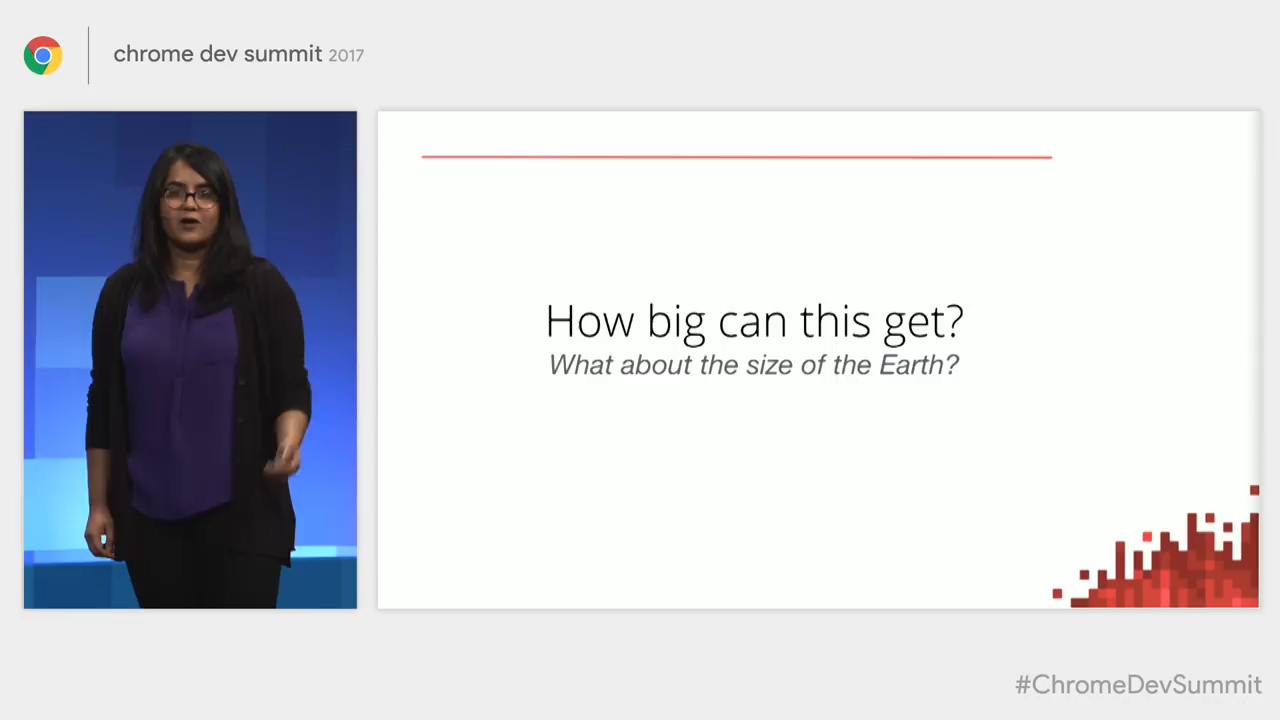 chrome dev summit 2017
How big can this get?
What about the size of the Earth?
#ChromeDevSummit